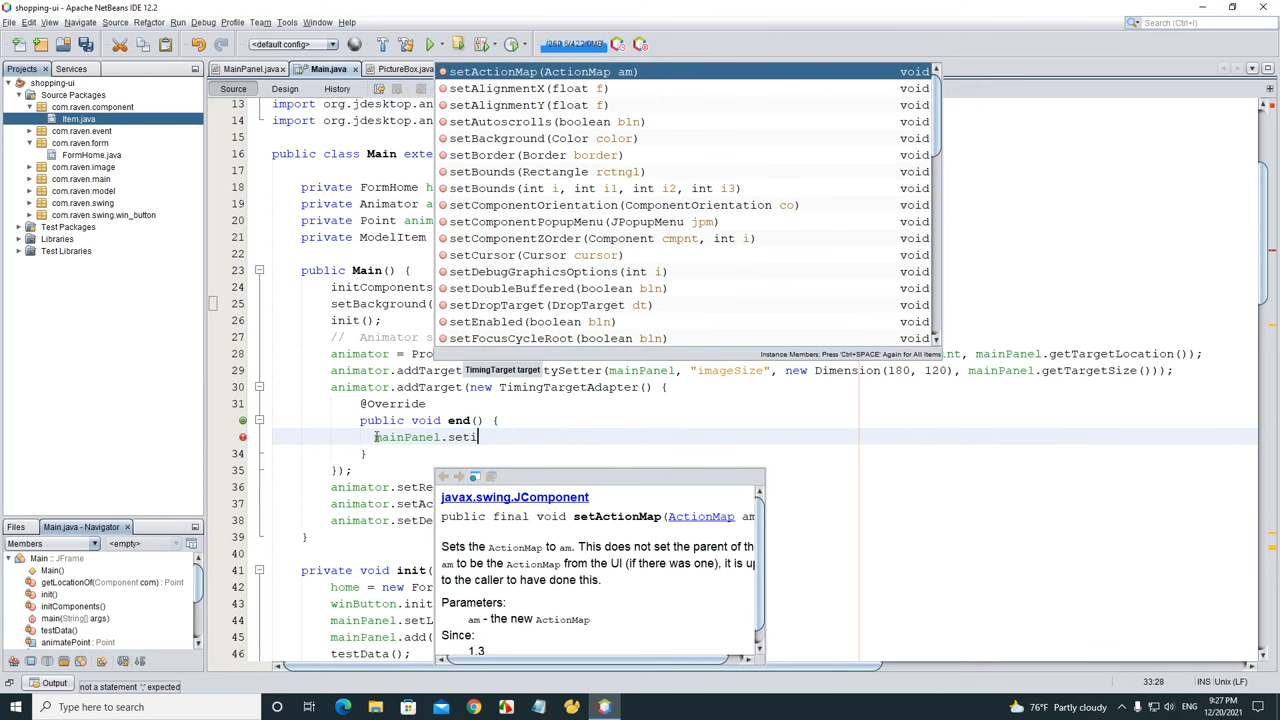 shopping-ui - Apache NetBeans IDE 12.2
File Edit View Navigate Source Refactor Run Debug Profile Team Tools Window Help
Search (Ctrl+I)
<default config>
Projects
Services
MainPanel.java
Main.java
PictureBox.java
shopping-ui
Source Packages
com.raven.component
Item.java
com.raven.event
com.raven.form
FormHome.java
com.raven.image
com.raven.main
com.raven.model
com.raven.swing
com.raven.swing.win_button
Test Packages
Libraries
Test Libraries
Source Design History
13 import org.jdesktop.an
14 import org.jdesktop.an
16 public class Main exte
17
18 private FormHome h
19 private Animator a
20 private Point anim
21 private ModelItem
23 public Main() {
24 initComponents
25 setBackground(
26 init();
27 // Animator s
28 animator = Pro nt, mainPanel.getTargetLocation());
29 animator.addTarget tySetter(mainPanel, "imageSize", new Dimension(180, 120), mainPanel.getTargetSize()));
TimingTarget target
30 animator.addTarget(new TimingTargetAdapter() {
31 @Override
public void end() {
mainPanel.seti
34 }
35 });
36 animator.setRe
37 animator.setAc
38 animator.setDe
39 }
40
41 private void init(
42 home = new For
43 winButton.init
44 mainPanel.setL
45 mainPanel.add(
46 testData();
setActionMap(ActionMap am) void
setAlignmentX(float f) void
setAlignmentY(float f) void
setAutoscrolls(boolean bln) void
setBackground(Color color) void
setBorder(Border border) void
setBounds(Rectangle rctngl) void
setBounds(int i, int i1, int i2, int i3) void
setComponentOrientation(ComponentOrientation co) void
setComponentPopupMenu(JPopupMenu jpm) void
setComponentZOrder(Component cmpnt, int i) void
setCursor(Cursor cursor) void
setDebugGraphicsOptions(int i) void
setDoubleBuffered(boolean bln) void
setDropTarget(DropTarget dt) void
setEnabled(boolean bln) void
setFocusCycleRoot(boolean bln) void
Instance Members; Press 'Ctrl+SPACE' Again for All Items
javax.swing.JComponent
public final void setActionMap(ActionMap am
Sets the ActionMap to am. This does not set the parent of th
am to be the ActionMap from the UI (if there was one), it is up
to the caller to have done this.
Parameters:
am - the new ActionMap
Since:
1.3
Files
Main.java - Navigator
Members
<empty>
Main :: JFrame
Main()
getLocationOf(Component com) : Point
init()
initComponents()
main(String[] args)
testData()
animatePoint : Point
Output
not a statement ';' expected
33:28
INS
Unix (LF)
Type here to search
76°F Partly cloudy
9:27 PM
12/20/2021